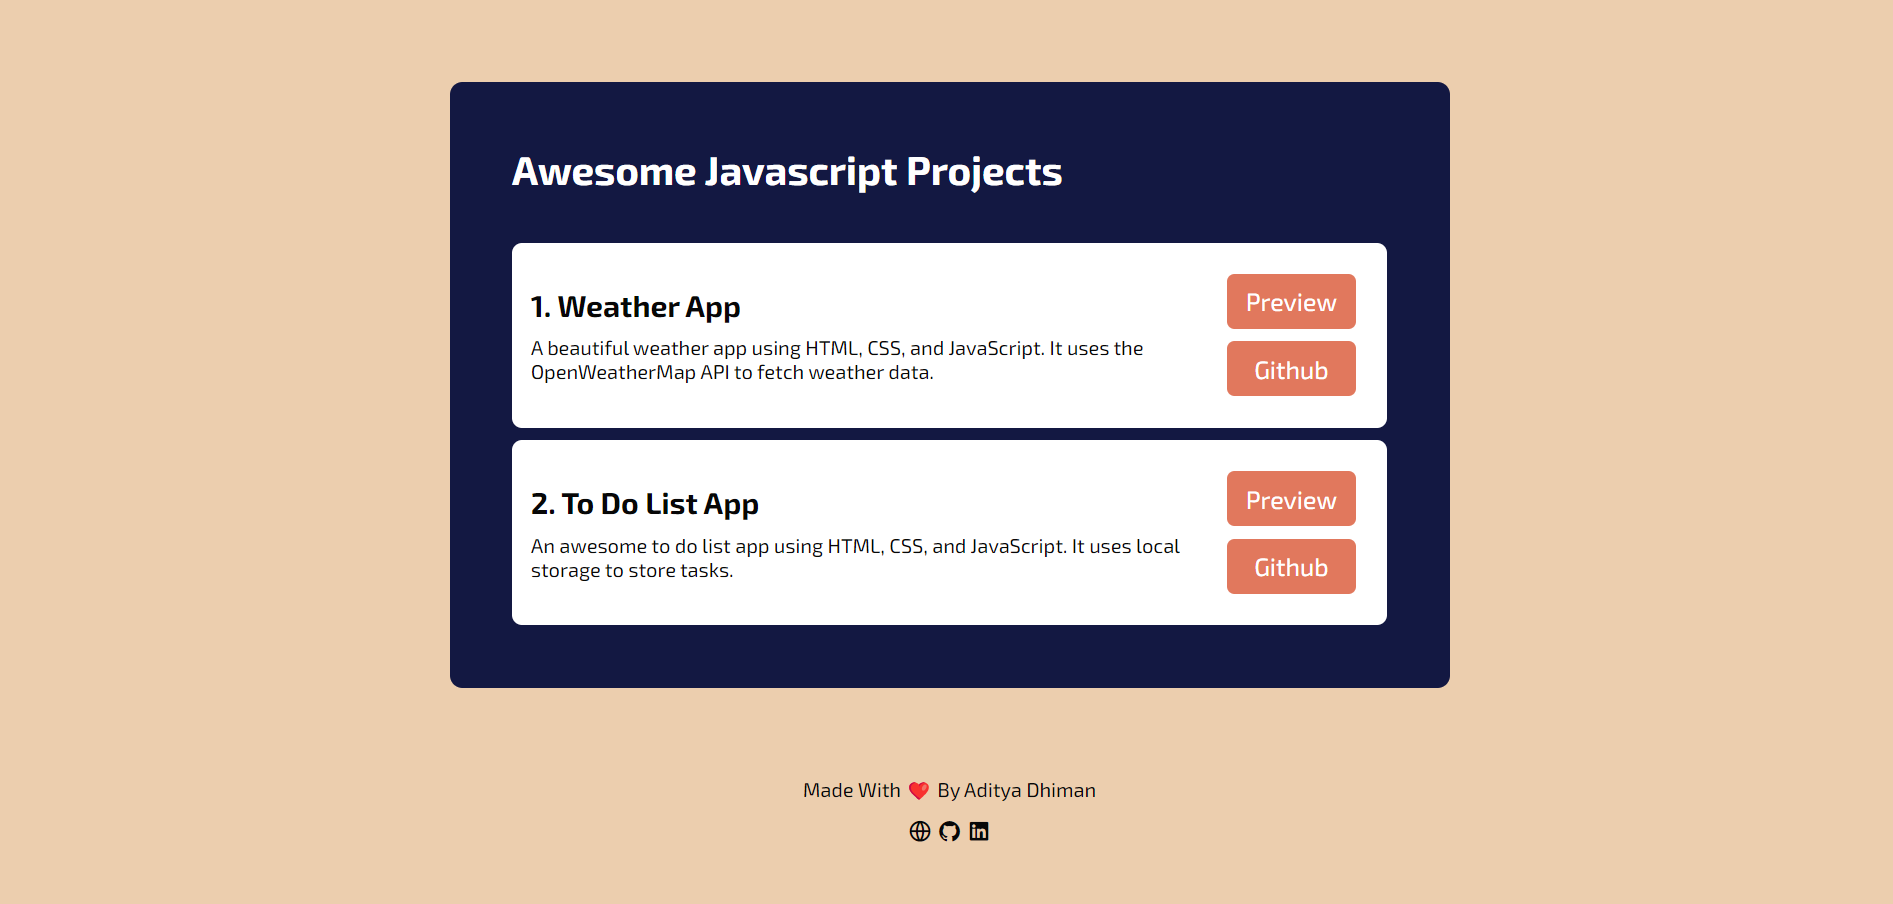 Awesome Javascript Projects
1. Weather App
A beautiful weather app using HTML, CSS, and JavaScript. It uses the
OpenWeatherMap API to fetch weather data.
Preview
Github
2. To Do List App
An awesome to do list app using HTML, CSS, and JavaScript. It uses local
storage to store tasks.
Preview
Github
Made With ❤️ By Aditya Dhiman